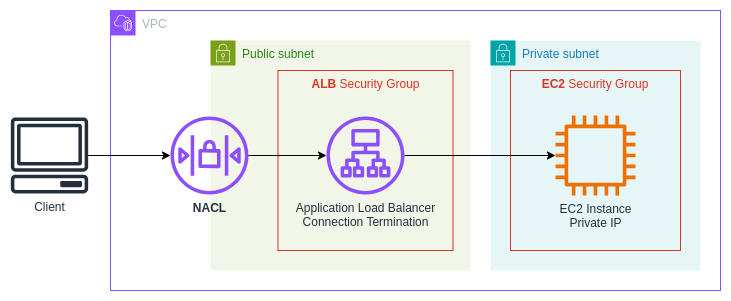 VPC
Public subnet
Private subnet
ALB Security Group
EC2 Security Group
Client
NACL
Application Load Balancer
Connection Termination
EC2 Instance
Private IP